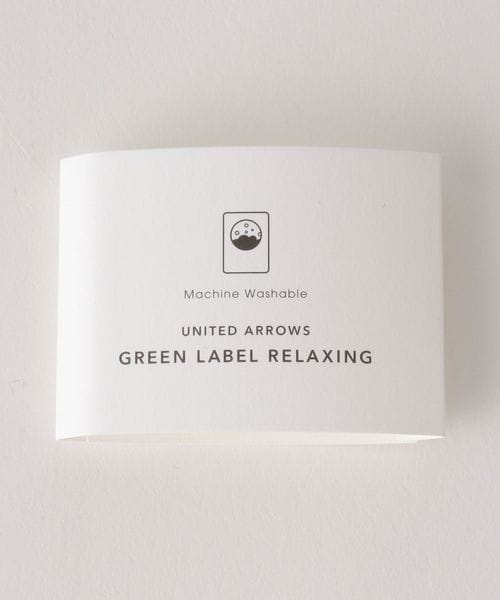 Machine Washable
UNITED ARROWS
GREEN LABEL RELAXING